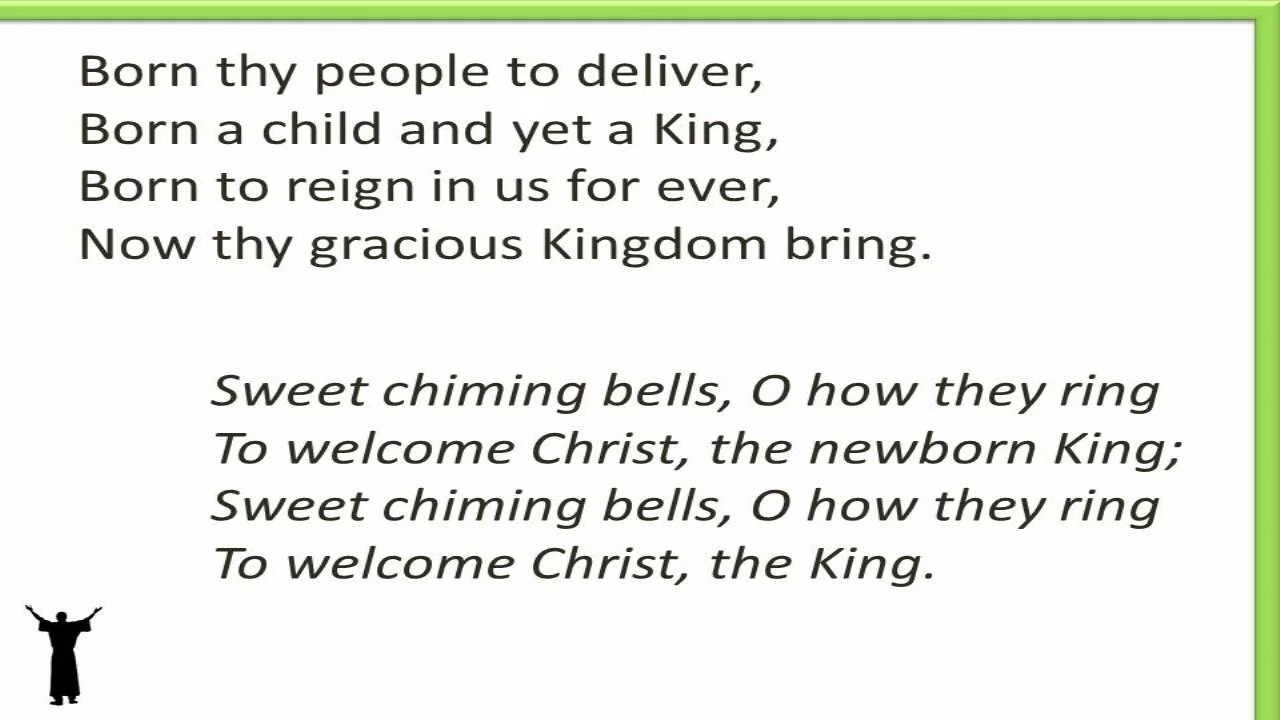 Born thy people to deliver,
Born a child and yet a King,
Born to reign in us for ever,
Now thy gracious Kingdom bring.
Sweet chiming bells, O how they ring
To welcome Christ, the newborn King;
Sweet chiming bells, O how they ring
To welcome Christ, the King.